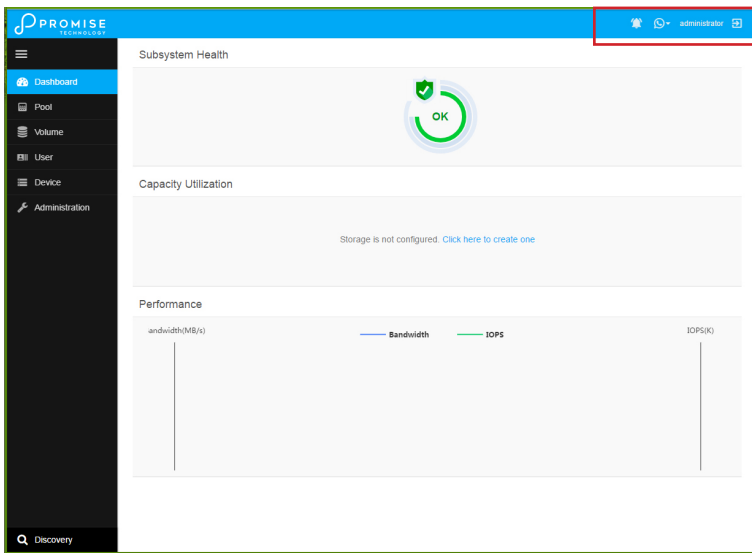 PROMISE
TECHNOLOGY
administrator
Subsystem Health
Dashboard
Pool
OK
Volume
User
Device
Capacity Utilization
Administration
Storage is not configured. Click here to create one
Performance
andwidth(MB/s)
Bandwidth
IOPS
IOPS(K)
Discovery